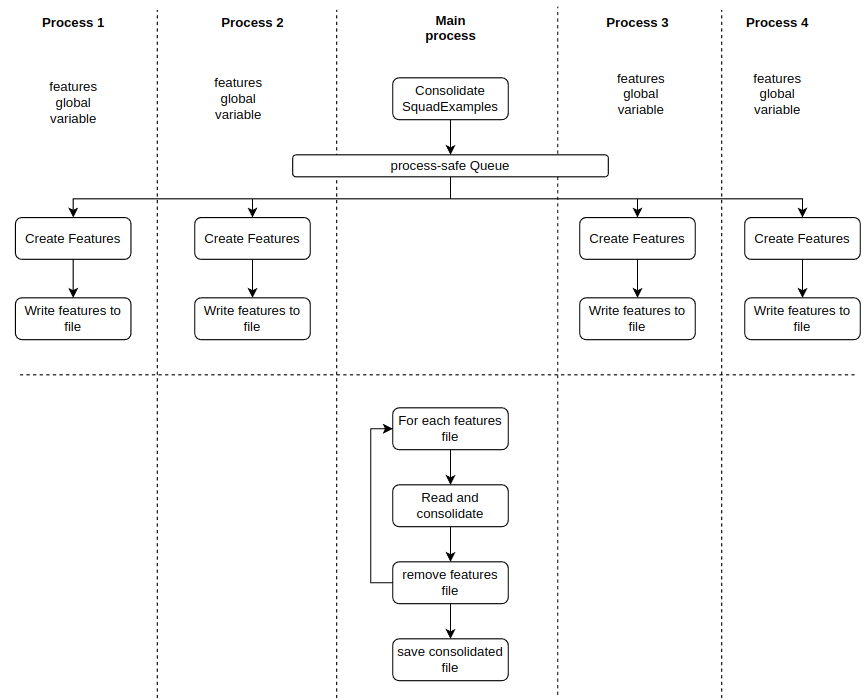 Process 1
Process 2
Main
process
Process 3
Process 4
features
global
variable
features
global
variable
Consolidate
SquadExamples
features
global
variable
features
global
variable
process-safe Queue
Create Features
Create Features
Create Features
Create Features
Write features to
file
Write features to
file
Write features to
file
Write features to
file
For each features
file
Read and
consolidate
remove features
file
save consolidated
file